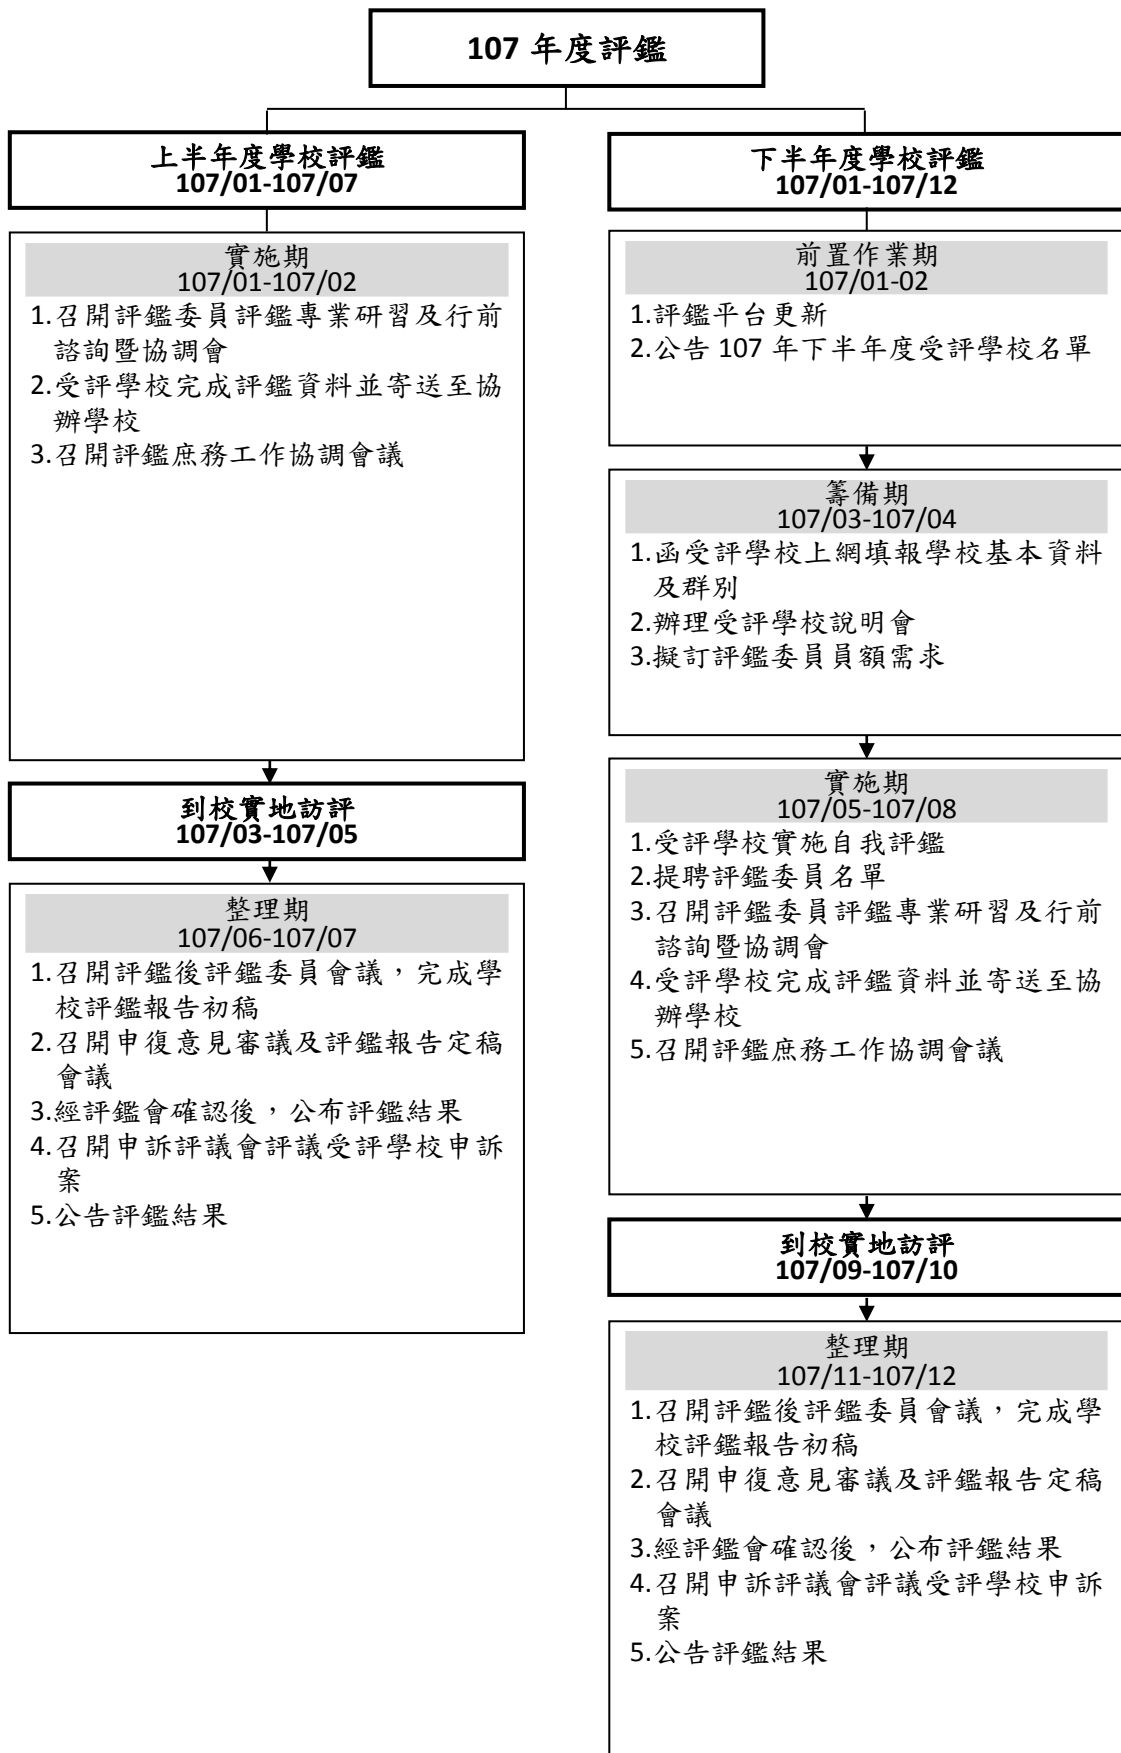 107 年度評鑑
上半年度學校評鑑
107/01-107/07
實施期
107/01-107/02
1.召開評鑑委員評鑑專業研習及行前
諮詢暨協調會
2.受評學校完成評鑑資料並寄送至協
辦學校
3.召開評鑑庶務工作協調會議
到校實地訪評
107/03-107/05
整理期
107/06-107/07
1.召開評鑑後評鑑委員會議，完成學
校評鑑報告初稿
2.召開申復意見審議及評鑑報告定稿
會議
3.經評鑑會確認後，公布評鑑結果
4.召開申訴評議會評議受評學校申訴
案
5.公告評鑑結果
下半年度學校評鑑
107/01-107/12
前置作業期
107/01-02
1.評鑑平台更新
2.公告 107 年下半年度受評學校名單
籌備期
107/03-107/04
1.函受評學校上網填報學校基本資料
及群別
2.辦理受評學校說明會
3.擬訂評鑑委員員額需求
實施期
107/05-107/08
1.受評學校實施自我評鑑
2.提聘評鑑委員名單
3.召開評鑑委員評鑑專業研習及行前
諮詢暨協調會
4.受評學校完成評鑑資料並寄送至協
辦學校
5.召開評鑑庶務工作協調會議
到校實地訪評
107/09-107/10
整理期
107/11-107/12
1.召開評鑑後評鑑委員會議，完成學
校評鑑報告初稿
2.召開申復意見審議及評鑑報告定稿
會議
3.經評鑑會確認後，公布評鑑結果
4.召開申訴評議會評議受評學校申訴
案
5.公告評鑑結果